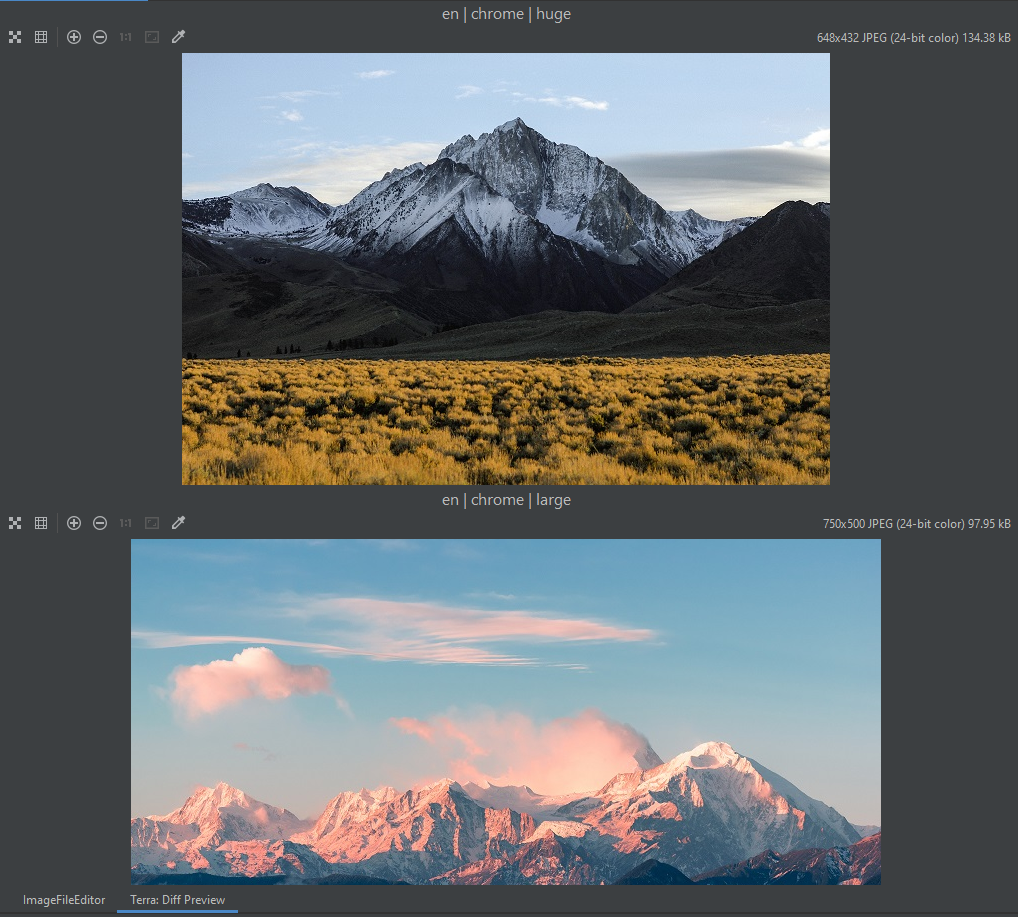 en | chrome | huge
1:1
648x432 JPEG (24-bit color) 134.38 kB
en | chrome | large
1:1
750x500 JPEG (24-bit color) 97.95 kB
ImageFileEditor Terra: Diff Preview